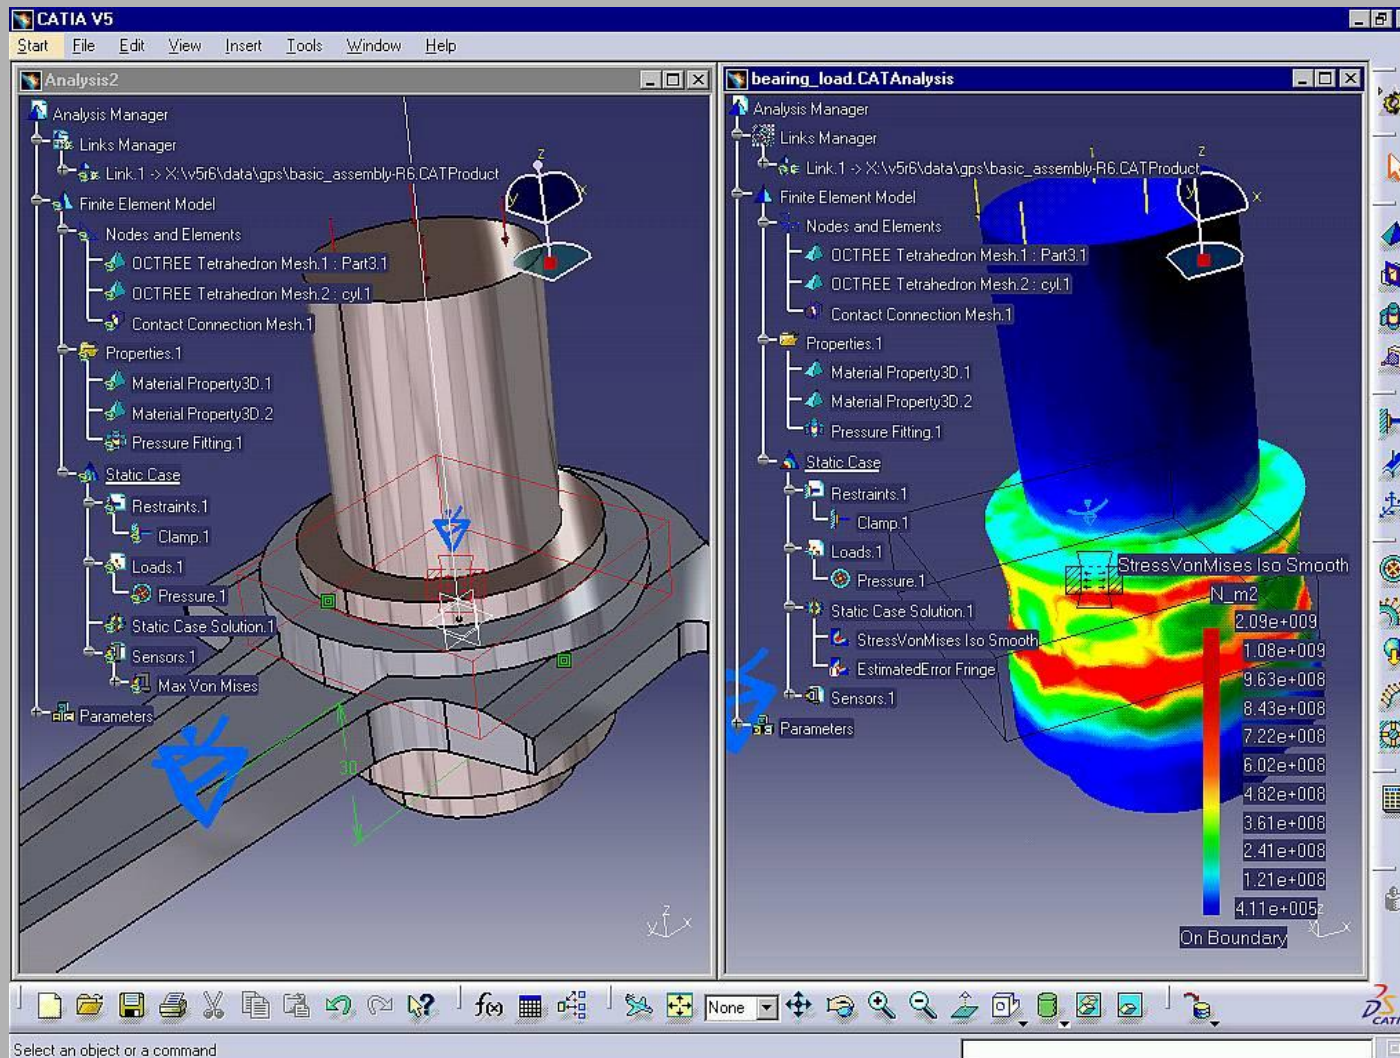 CATIA V5
Start File Edit View Insert Tools Window Help
Analysis2
Analysis Manager
Links Manager
Link.1 -> X:\v5r6\data\gps\basic_assembly-R6.CATProduct
Finite Element Model
Nodes and Elements
OCTREE Tetrahedron Mesh.1 : Part3.1
OCTREE Tetrahedron Mesh.2 : cyl.1
Contact Connection Mesh.1
Properties.1
Material Property3D.1
Material Property3D.2
Pressure Fitting.1
Static Case
Restraints.1
Clamp.1
Loads.1
Pressure.1
Static Case Solution.1
Sensors.1
Max Von Mises
Parameters
z
x
y
30
z
y x
bearing_load.CATAnalysis
Analysis Manager
Links Manager
Link.1 -> X:\v5r6\data\gps\basic_assembly-R6.CATProduct
Finite Element Model
Nodes and Elements
OCTREE Tetrahedron Mesh.1 : Part3.1
OCTREE Tetrahedron Mesh.2 : cyl.1
Contact Connection Mesh.1
Properties.1
Material Property3D.1
Material Property3D.2
Pressure Fitting.1
Static Case
Restraints.1
Clamp.1
Loads.1
Pressure.1
Static Case Solution.1
StressVonMises Iso Smooth
EstimatedError Fringe
Sensors.1
Parameters
z
y x
StressVonMises Iso Smooth
N_m2
2.09e+009
1.08e+009
9.63e+008
8.43e+008
7.22e+008
6.02e+008
4.82e+008
3.61e+008
2.41e+008
1.21e+008
4.11e+005
On Boundary
z
y x
f(x)
None
DS
CATI
Select an object or a command